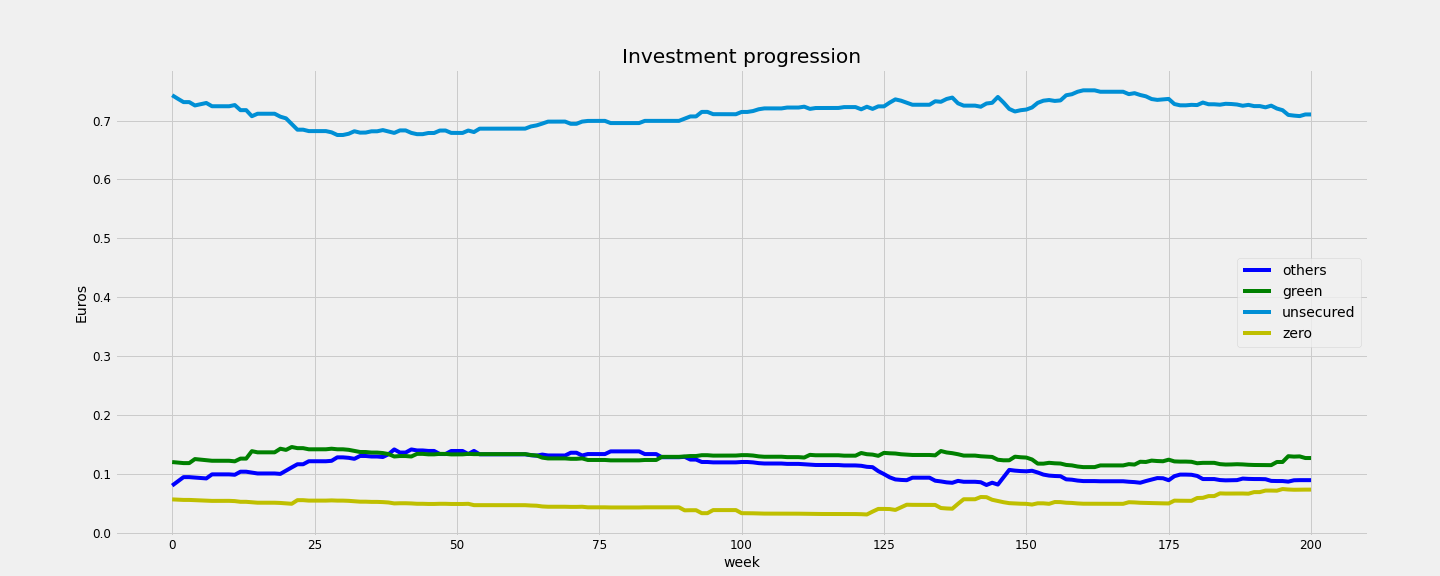 Investment progression
Euros
0.7
0.6
0.5
0.4
0.3
0.2
0.1
0.0
others
green
unsecured
zero
0 25 50 75 100 125 150 175 200
week